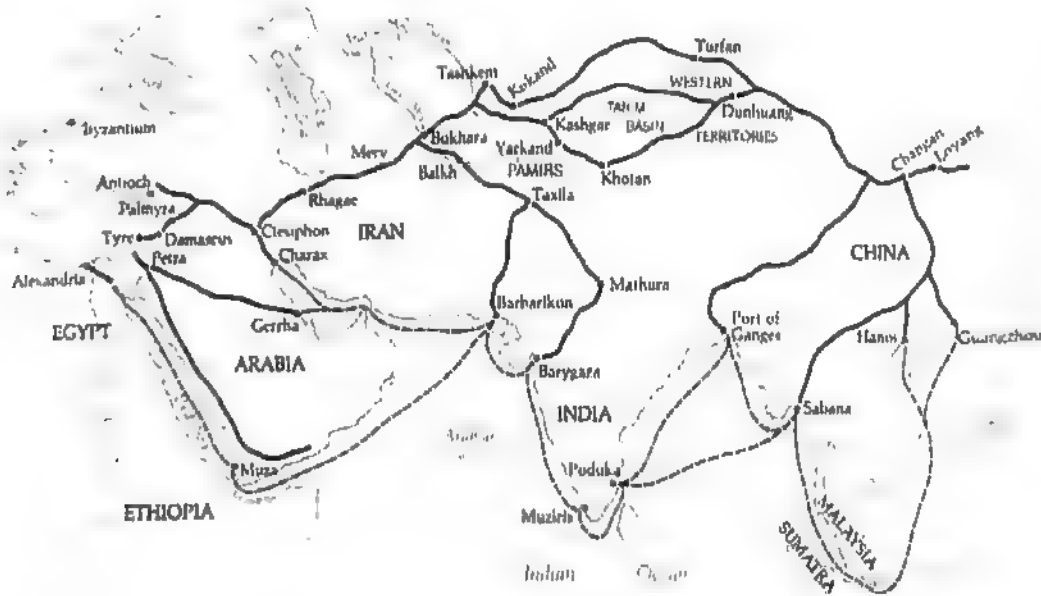 Turfan
Tashkent
Kokand
WESTERN
Dunhuang
TARIM
BASIN
Kashgar
TERRITORIES
Byzantium
Bokhara
Yarkand
Changan
Loyang
Merv
PAMIRS
Balkh
Khotan
Antioch
Rhagae
Taxila
Palmyra
Ctesiphon
IRAN
Tyre
Damascus
CHINA
Petra
Charax
Alexandria
Mathura
Barbarikon
EGYPT
Gerrha
Port of
Ganges
Hanoi
Guangzhou
ARABIA
Barygaza
INDIA
Sabana
Muza
Poduka
ETHIOPIA
Muziris
MALAYSIA
SUMATRA
Indian Ocean